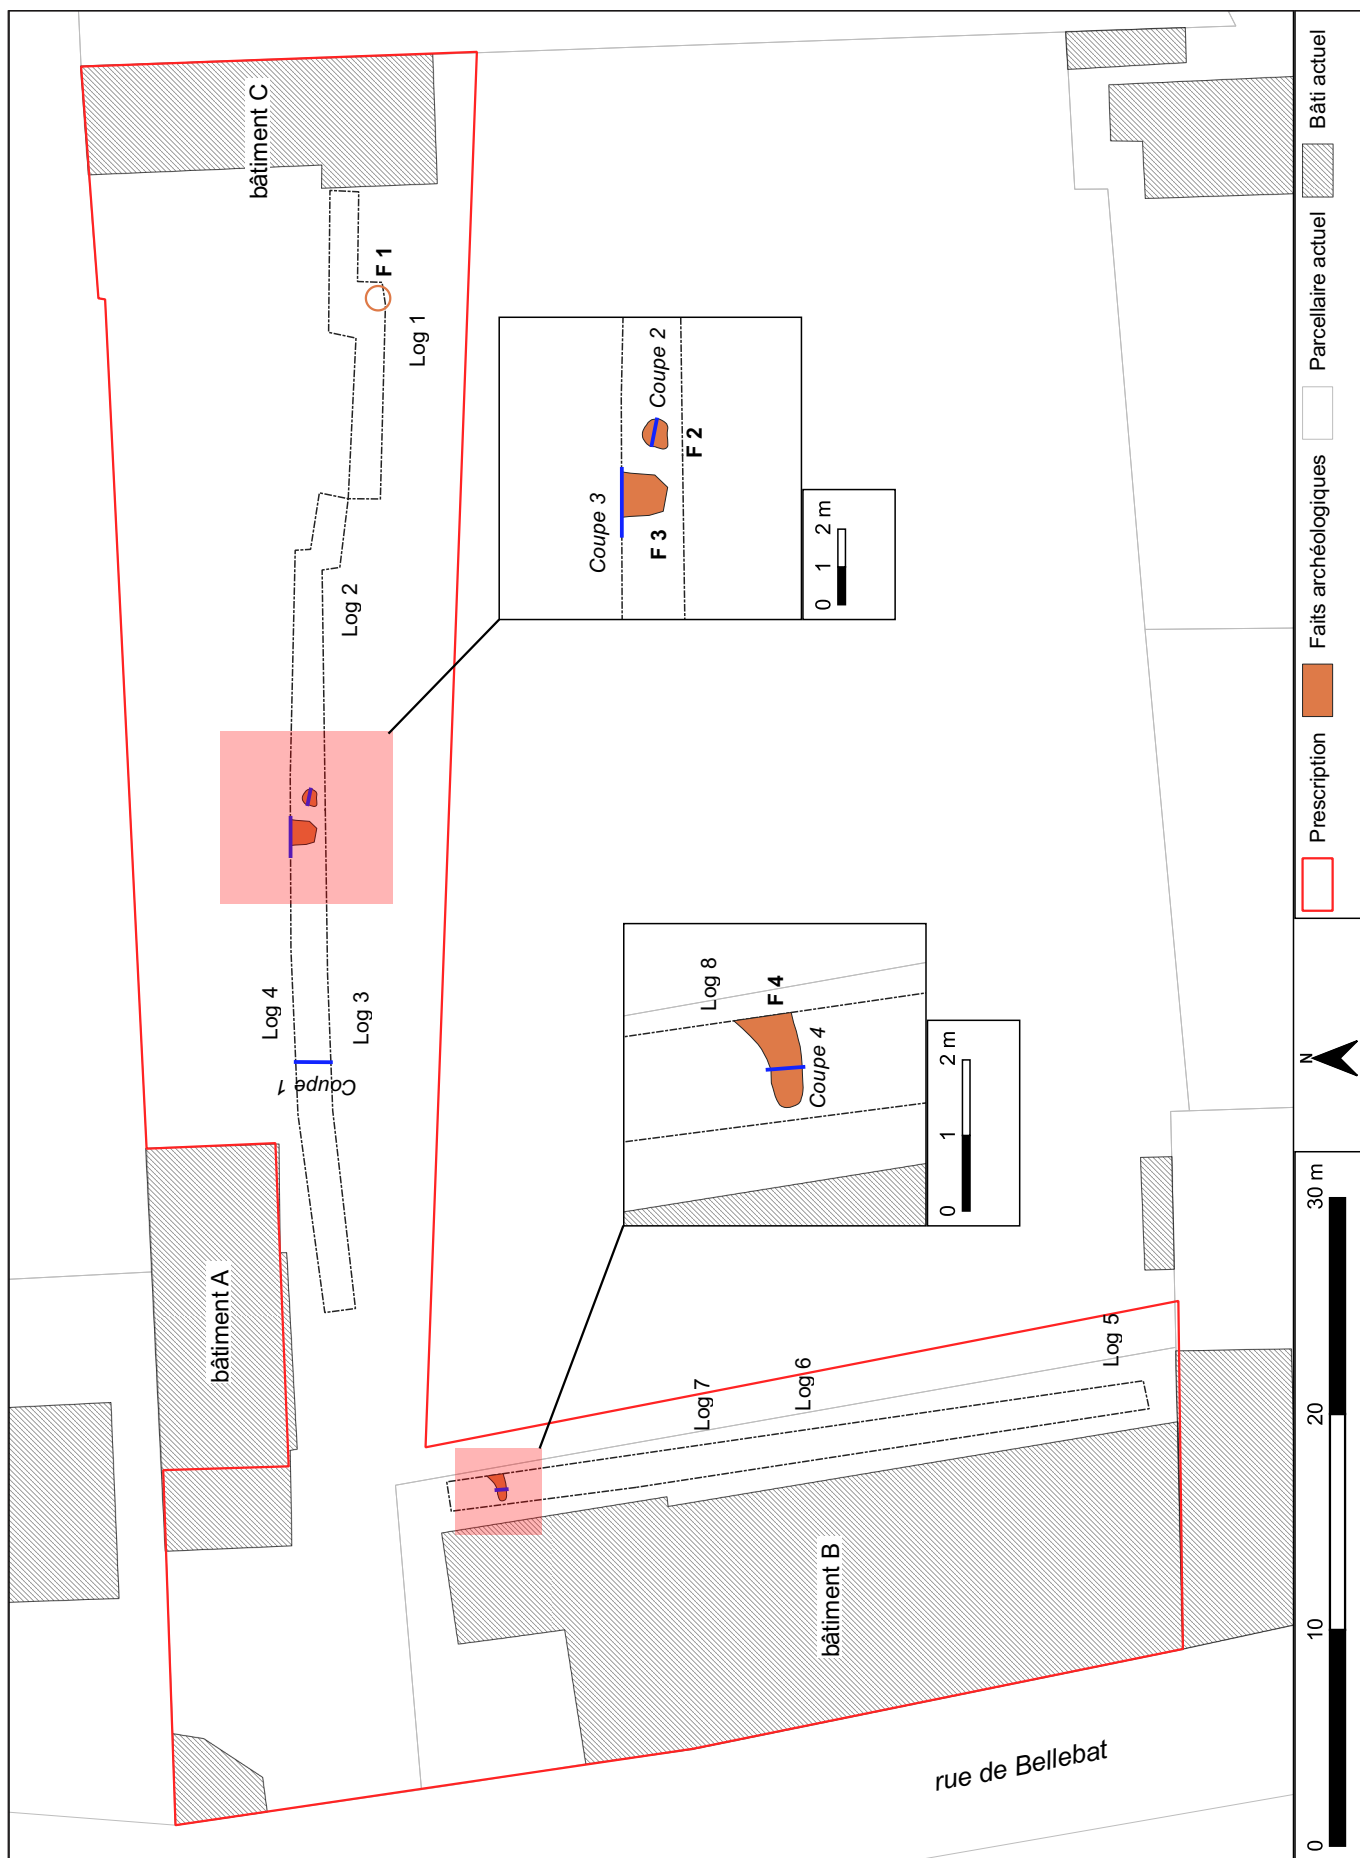 bâtiment C
F 1
Log 1
Log 2
Coupe 3
F 3
Coupe 2
F 2
0 1 2 m
Log 4
Log 3
Coupe 1
bâtiment A
Log 8
F 4
Coupe 4
0 1 2 m
Log 7
Log 6
Log 5
bâtiment B
rue de Bellebat
0 10 20 30 m
N
Prescription
Faits archéologiques
Parcellaire actuel
Bâti actuel